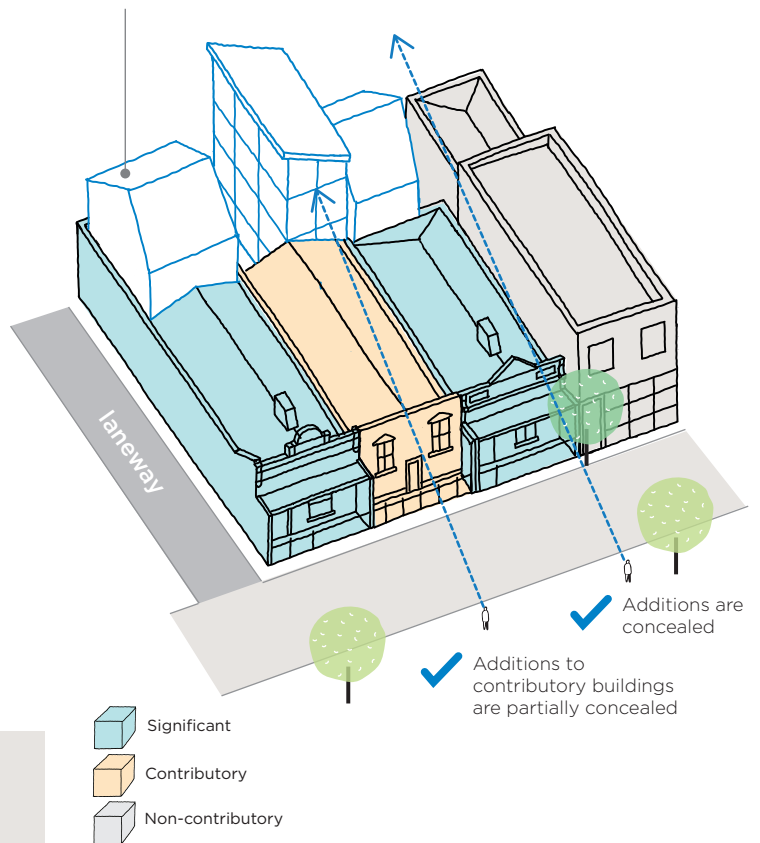 laneway
Additions are
concealed
Additions to
contributory buildings
are partially concealed
Significant
Contributory
Non-contributory